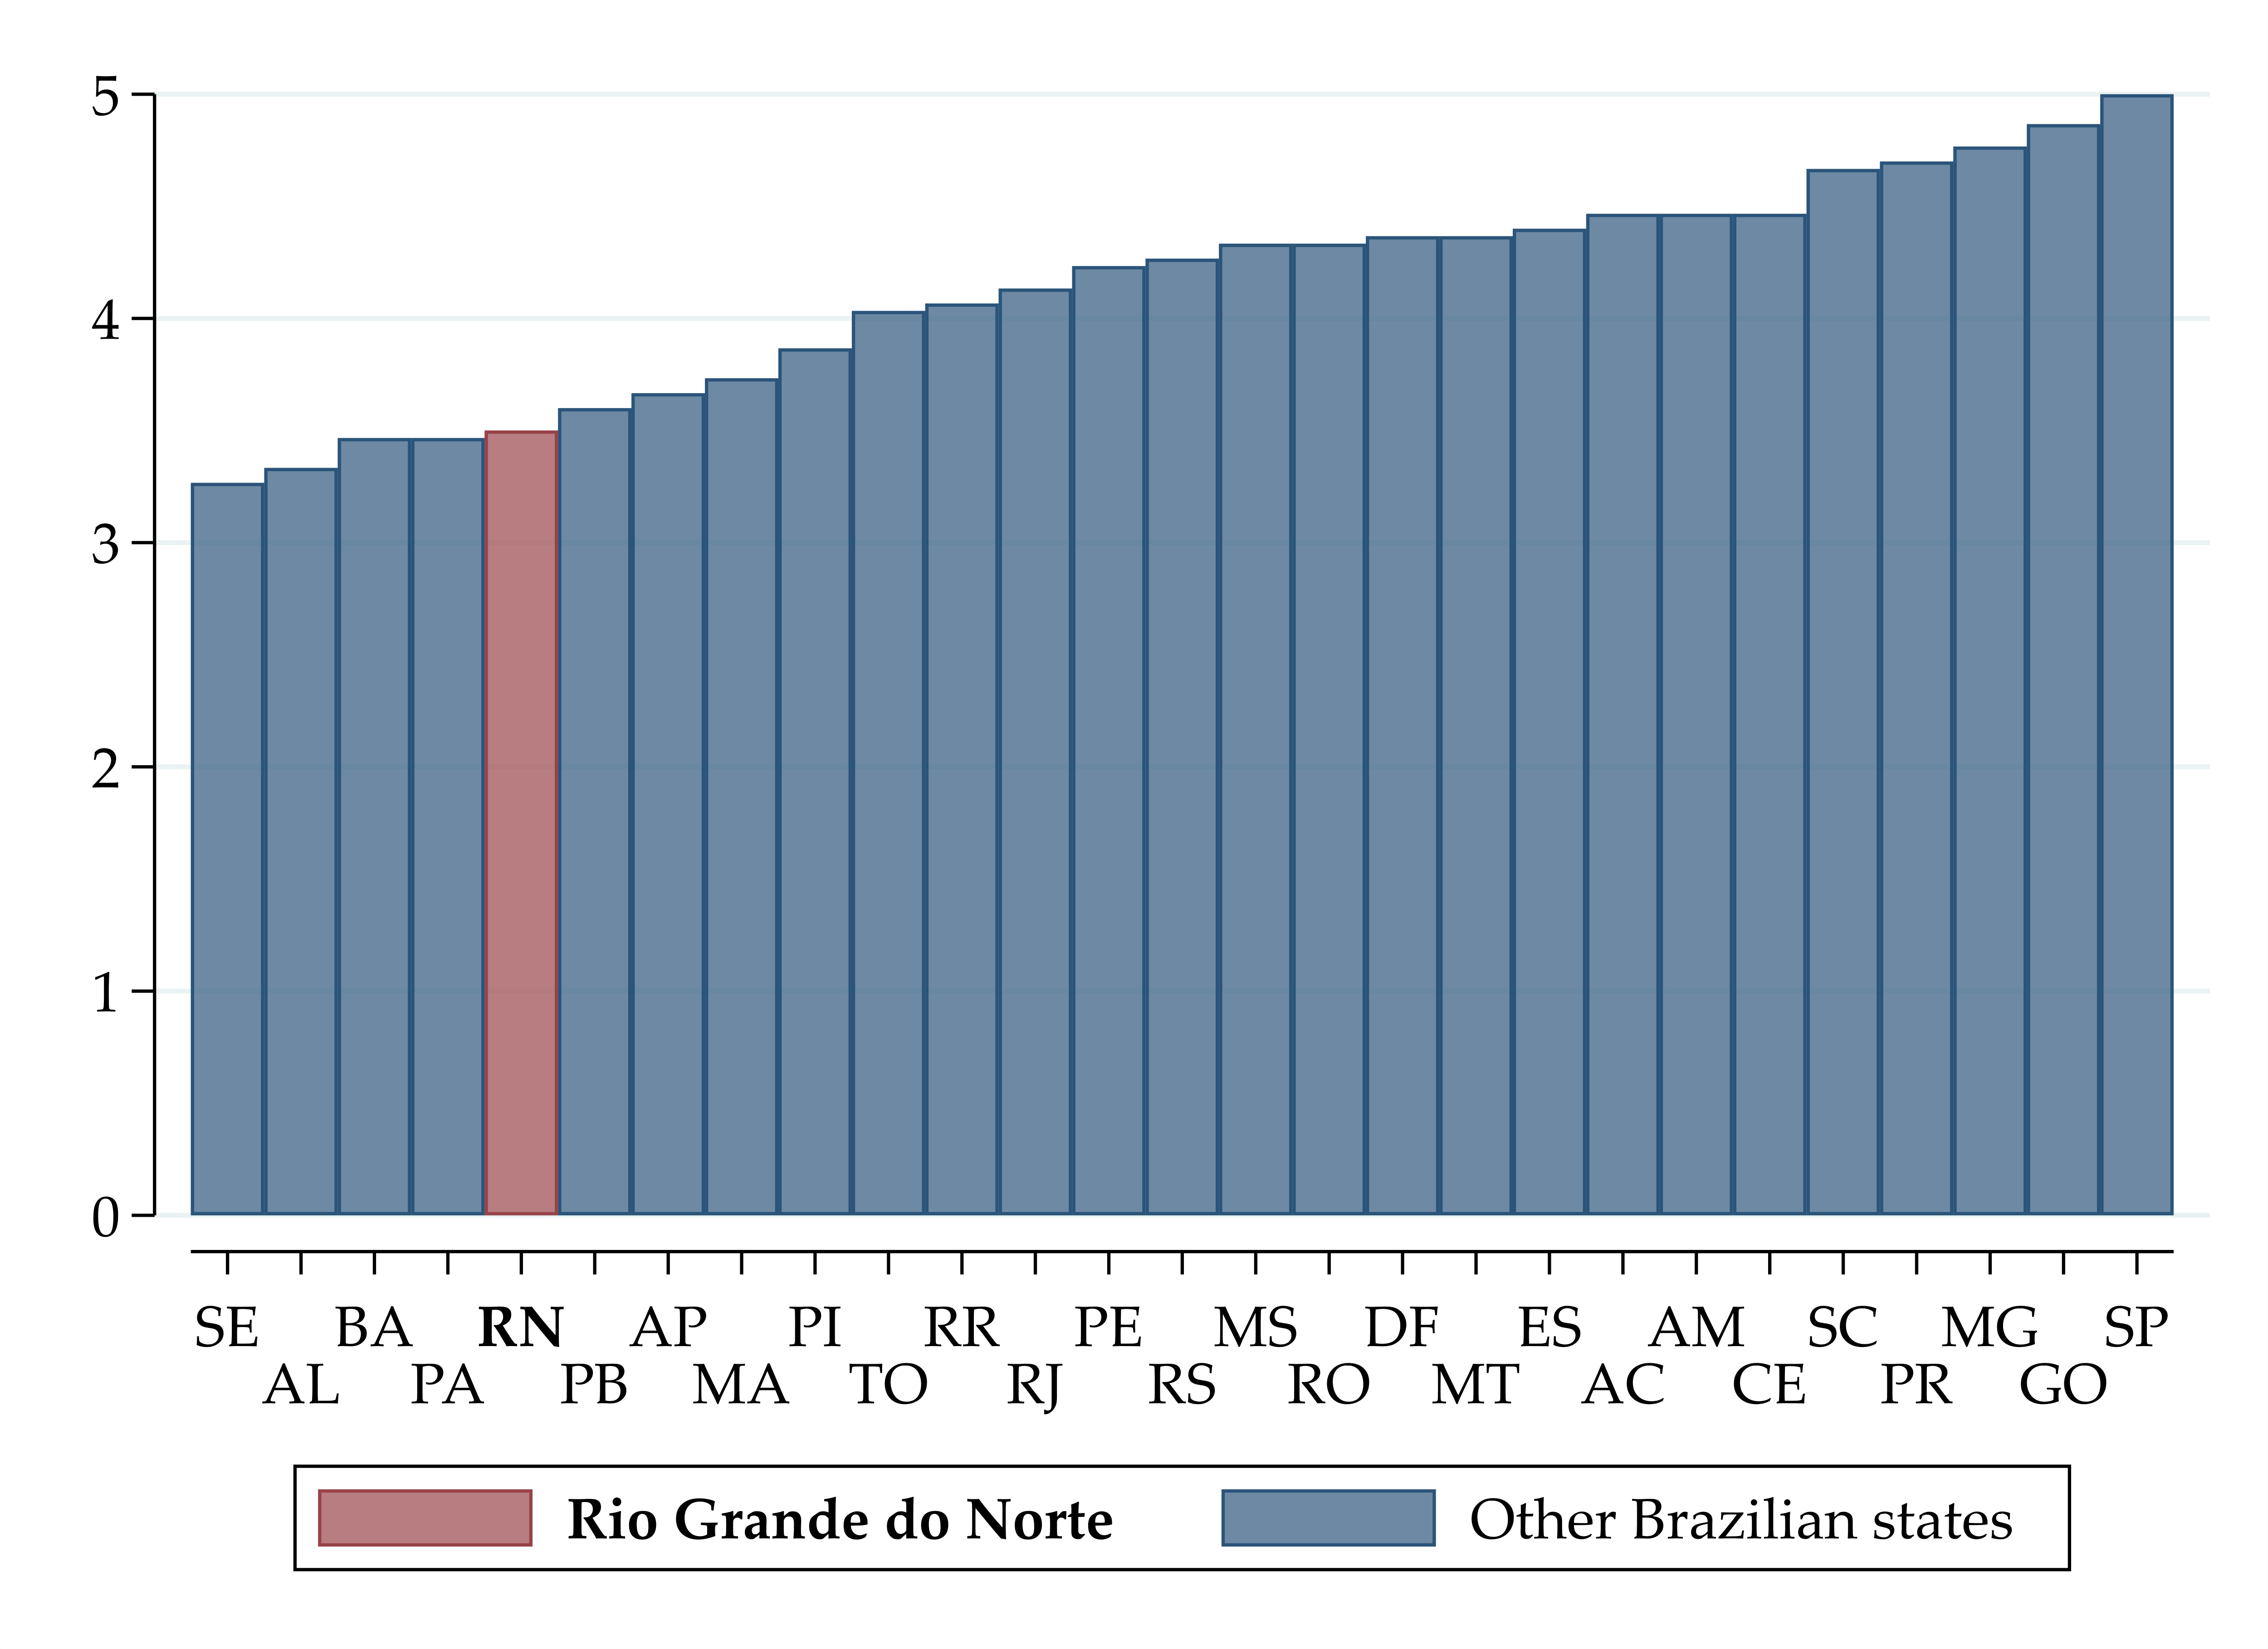 5
4
3
2
1
0
SE BA RN AP PI RR PE MS DF ES AM SC MG SP
AL PA PB MA TO RJ RS RO MT AC CE PR GO
Rio Grande do Norte Other Brazilian states